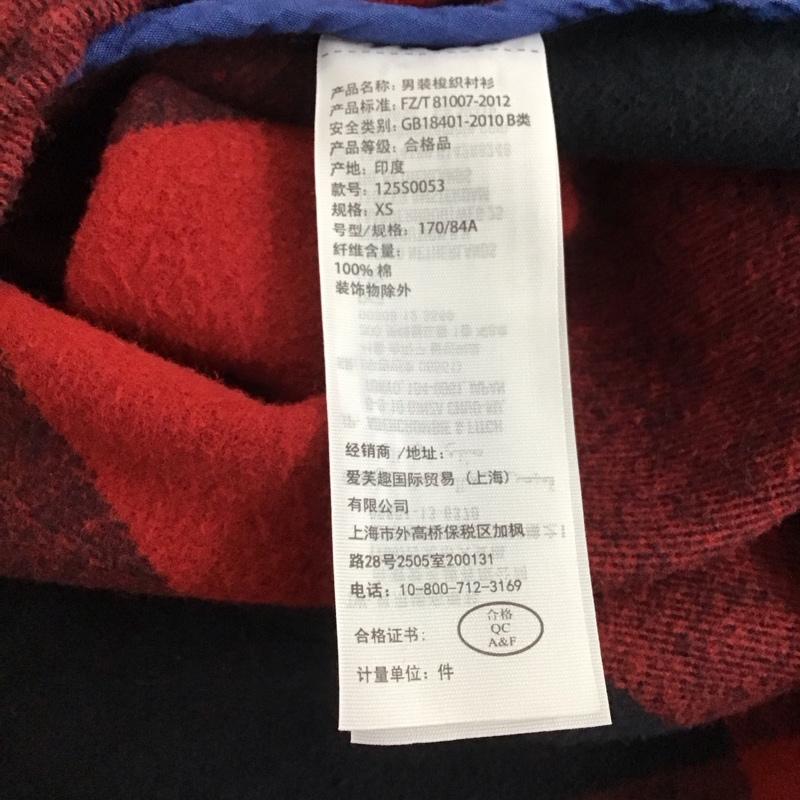 产品名称: 男装梭织衬衫
产品标准: FZ/T 81007-2012
安全类别: GB18401-2010 B类
产品等级: 合格品
产地: 印度
款号: 125S0053
规格: XS
号型/规格: 170/84A
纤维含量:
100% 棉
装饰物除外
经销商 /地址:
爱芙趣国际贸易 (上海)
有限公司
上海市外高桥保税区加枫
路28号2505室200131
电话: 10-800-712-3169
合格证书:
合格
QC
A&F
计量单位: 件